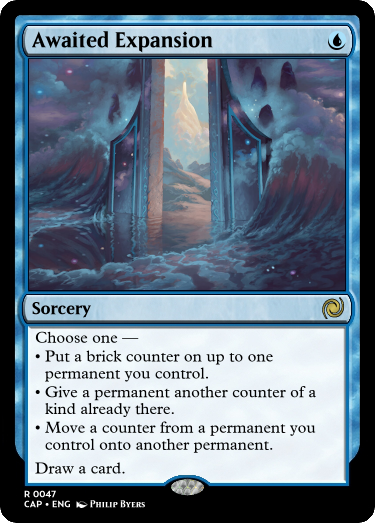 Awaited Expansion
Sorcery
Choose one —
• Put a brick counter on up to one
permanent you control.
• Give a permanent another counter of a
kind already there.
• Move a counter from a permanent you
control onto another permanent.
Draw a card.
R 0047
CAP • ENG Philip Byers